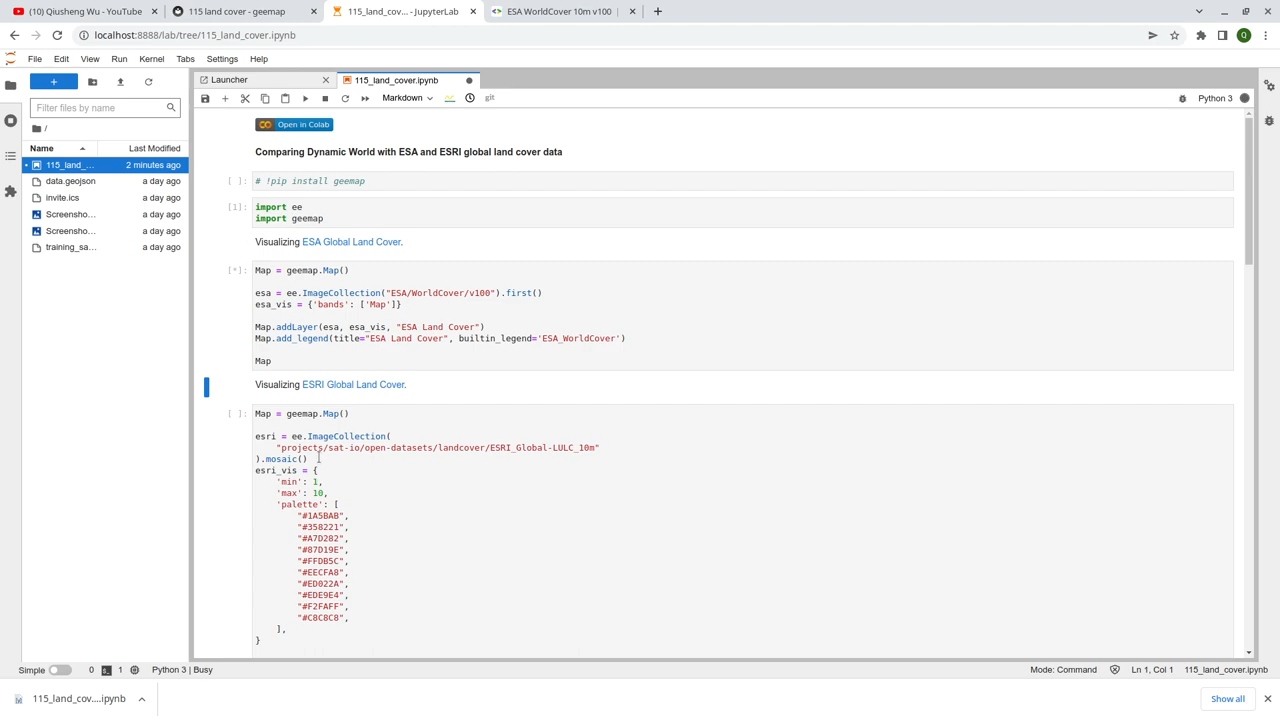 (10) Qiusheng Wu - YouTube
115 land cover - geemap
115_land_cov... - JupyterLab
ESA WorldCover 10m v100
localhost:8888/lab/tree/115_land_cover.ipynb
Q
File Edit View Run Kernel Tabs Settings Help
Launcher
115_land_cover.ipynb
Markdown
git
Python 3
Filter files by name
/
Name Last Modified
115_land_... 2 minutes ago
data.geojson a day ago
invite.ics a day ago
Screensho... a day ago
Screensho... a day ago
training_sa... a day ago
Open in Colab
Comparing Dynamic World with ESA and ESRI global land cover data
[ ]: # !pip install geemap
[1]: import ee
import geemap
Visualizing ESA Global Land Cover.
[*]: Map = geemap.Map()
esa = ee.ImageCollection("ESA/WorldCover/v100").first()
esa_vis = {'bands': ['Map']}
Map.addLayer(esa, esa_vis, "ESA Land Cover")
Map.add_legend(title="ESA Land Cover", builtin_legend='ESA_WorldCover')
Map
Visualizing ESRI Global Land Cover.
[ ]: Map = geemap.Map()
esri = ee.ImageCollection(
"projects/sat-io/open-datasets/landcover/ESRI_Global-LULC_10m"
).mosaic()
esri_vis = {
'min': 1,
'max': 10,
'palette': [
"#1A5BAB",
"#358221",
"#A7D282",
"#87D19E",
"#FFDB5C",
"#EECFA8",
"#ED022A",
"#EDE9E4",
"#F2FAFF",
"#C8C8C8",
],
}
Simple 0 1 Python 3 | Busy
Mode: Command Ln 1, Col 1 115_land_cover.ipynb
115_land_cov....ipynb
Show all